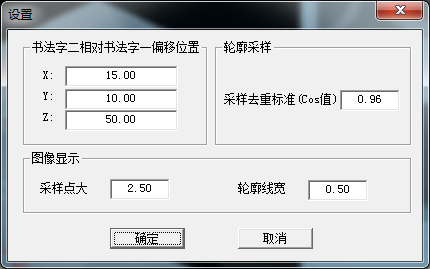 设置
书法字二相对书法字一偏移位置
X: 15.00
Y: 10.00
Z: 50.00
轮廓采样
采样去重标准(Cos值) 0.96
图像显示
采样点大 2.50
轮廓线宽 0.50
确定
取消